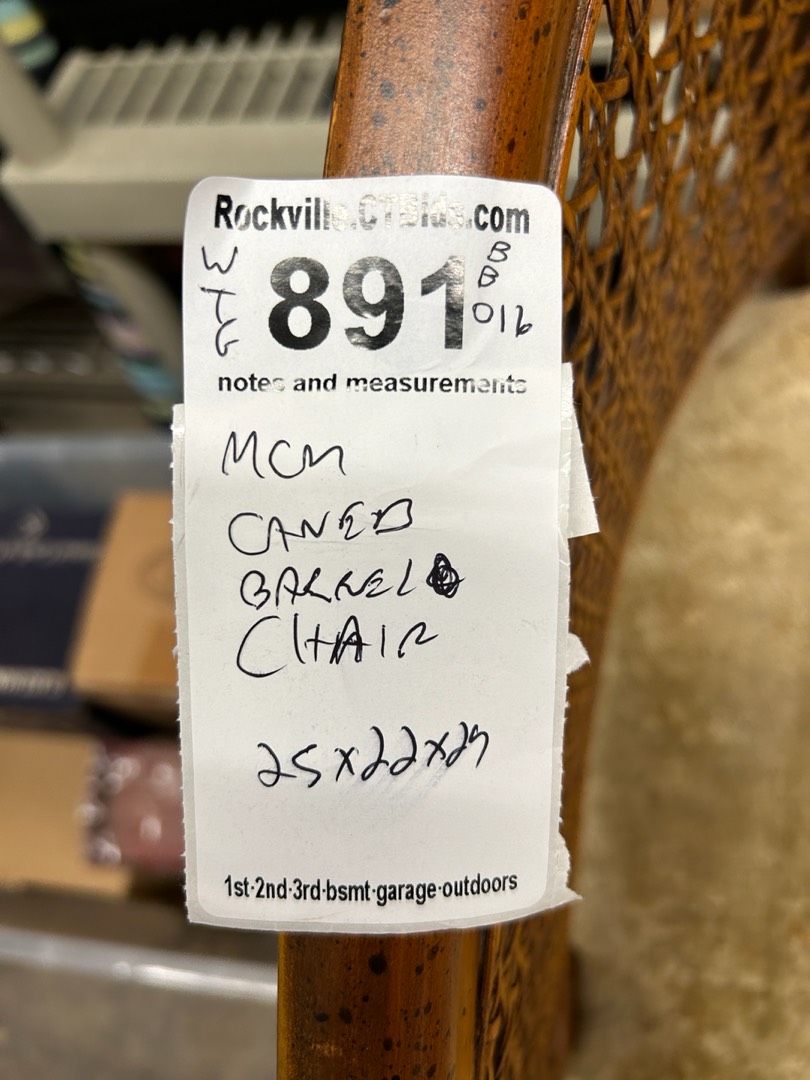 Rockville.CTBids.com
WTG
891
BB
016
notes and measurements
MCM
CANED
BARREL
CHAIR
25x22x29
1st·2nd·3rd·bsmt·garage·outdoors